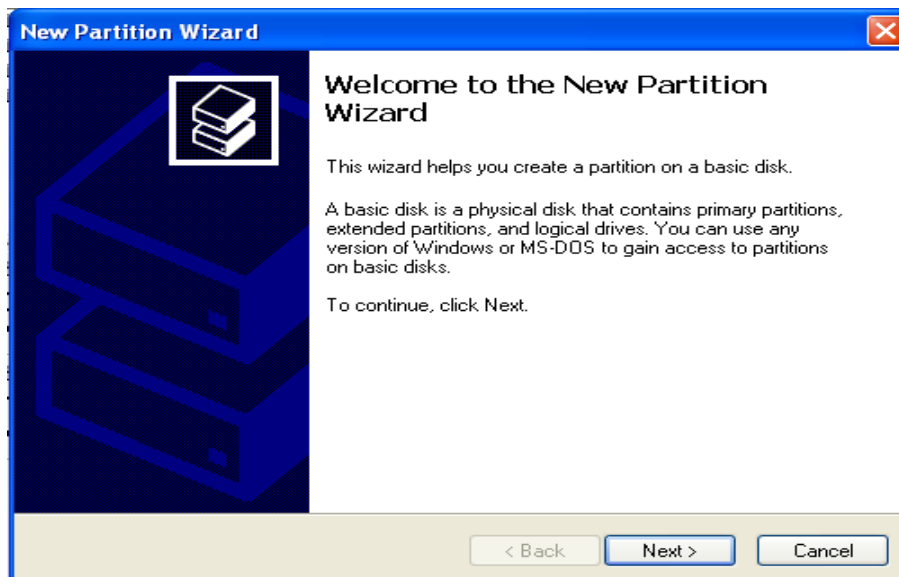 New Partition Wizard
Welcome to the New Partition
Wizard
This wizard helps you create a partition on a basic disk.
A basic disk is a physical disk that contains primary partitions,
extended partitions, and logical drives. You can use any
version of Windows or MS-DOS to gain access to partitions
on basic disks.
To continue, click Next.
< Back Next > Cancel